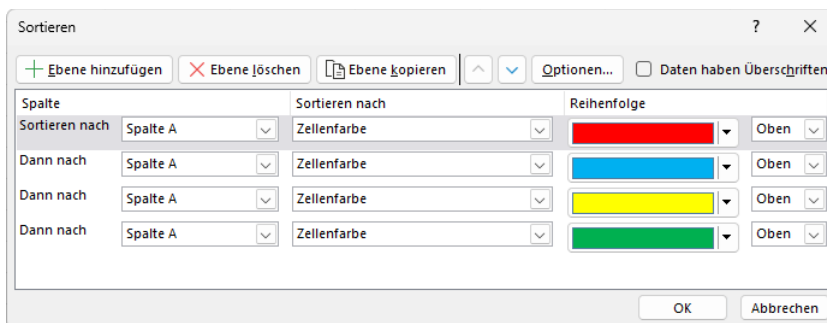 Sortieren ? ×
Ebene hinzufügen Ebene löschen Ebene kopieren Optionen... Daten haben Überschriften
Spalte Sortieren nach Reihenfolge
Sortieren nach Spalte A Zellenfarbe Oben
Dann nach Spalte A Zellenfarbe Oben
Dann nach Spalte A Zellenfarbe Oben
Dann nach Spalte A Zellenfarbe Oben
OK Abbrechen